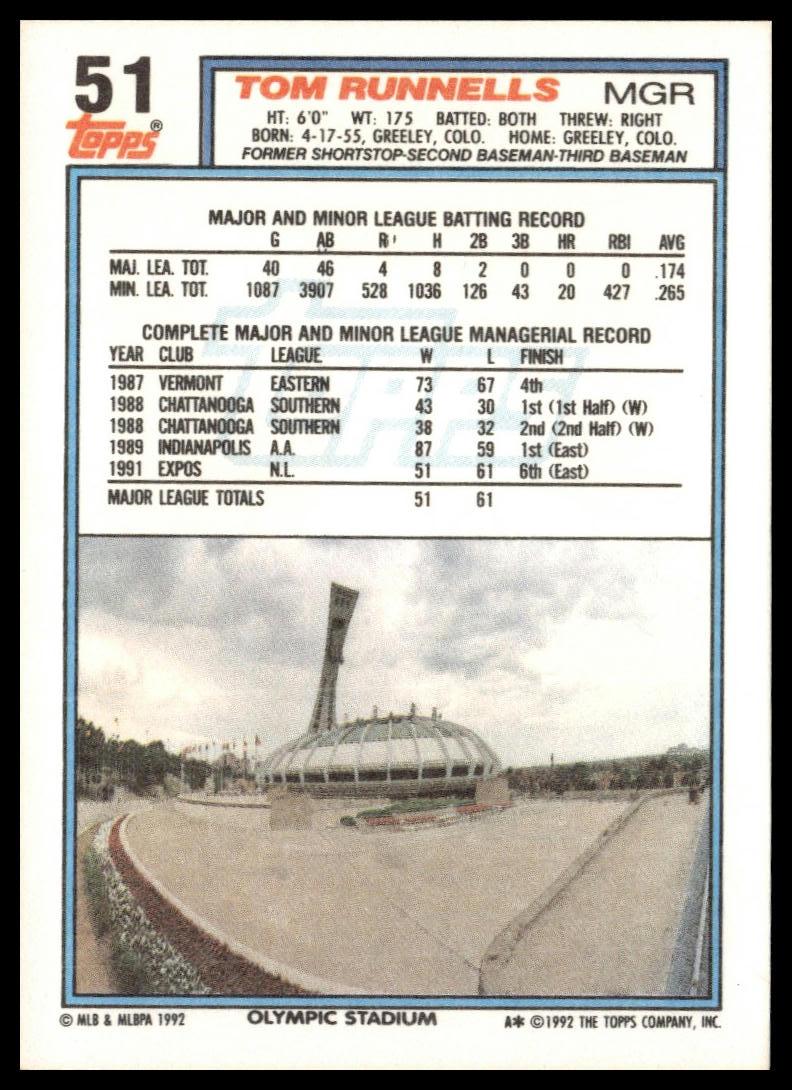 51
Topps®
TOM RUNNELLS MGR
HT: 6'0" WT: 175 BATTED: BOTH THREW: RIGHT
BORN: 4-17-55, GREELEY, COLO. HOME: GREELEY, COLO.
FORMER SHORTSTOP-SECOND BASEMAN-THIRD BASEMAN
MAJOR AND MINOR LEAGUE BATTING RECORD
G AB R H 2B 3B HR RBI AVG
MAJ. LEA. TOT. 40 46 4 8 2 0 0 0 .174
MIN. LEA. TOT. 1087 3907 528 1036 126 43 20 427 .265
COMPLETE MAJOR AND MINOR LEAGUE MANAGERIAL RECORD
YEAR CLUB LEAGUE W L FINISH
1987 VERMONT EASTERN 73 67 4th
1988 CHATTANOOGA SOUTHERN 43 30 1st (1st Half) (W)
1988 CHATTANOOGA SOUTHERN 38 32 2nd (2nd Half) (W)
1989 INDIANAPOLIS A.A. 87 59 1st (East)
1991 EXPOS N.L. 51 61 6th (East)
MAJOR LEAGUE TOTALS 51 61
© MLB & MLBPA 1992 OLYMPIC STADIUM A* ©1992 THE TOPPS COMPANY, INC.